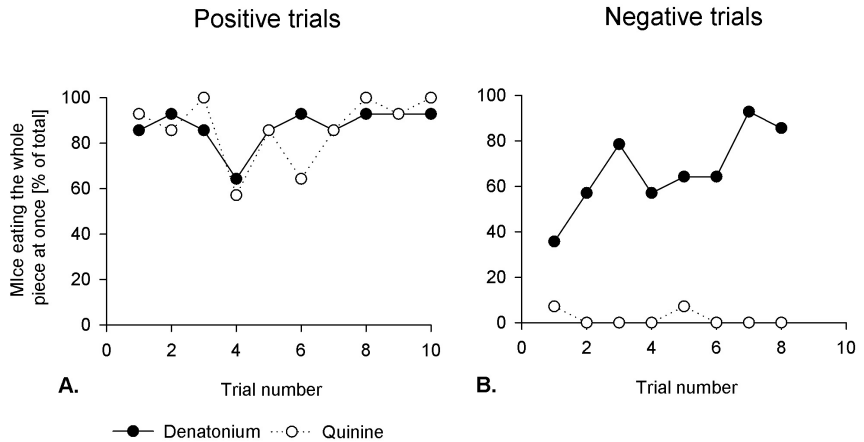 Positive trials
Negative trials
MIce eating the whole
piece at once [% of total]
100
80
60
40
20
0
0
2
4
6
8
10
Trial number
A.
100
80
60
40
20
0
0
2
4
6
8
10
Trial number
B.
Denatonium
Quinine